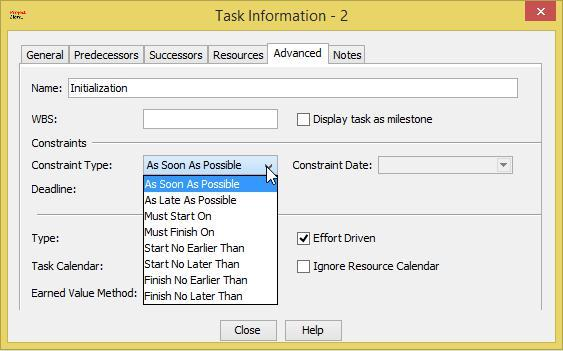 Task Information - 2
General Predecessors Successors Resources Advanced Notes
Name: Initialization
WBS: Display task as milestone
Constraints
Constraint Type: As Soon As Possible Constraint Date:
Deadline: As Soon As Possible
As Late As Possible
Must Start On
Must Finish On
Type: Effort Driven
Start No Earlier Than
Task Calendar: Start No Later Than Ignore Resource Calendar
Finish No Earlier Than
Earned Value Method: Finish No Later Than
Close Help